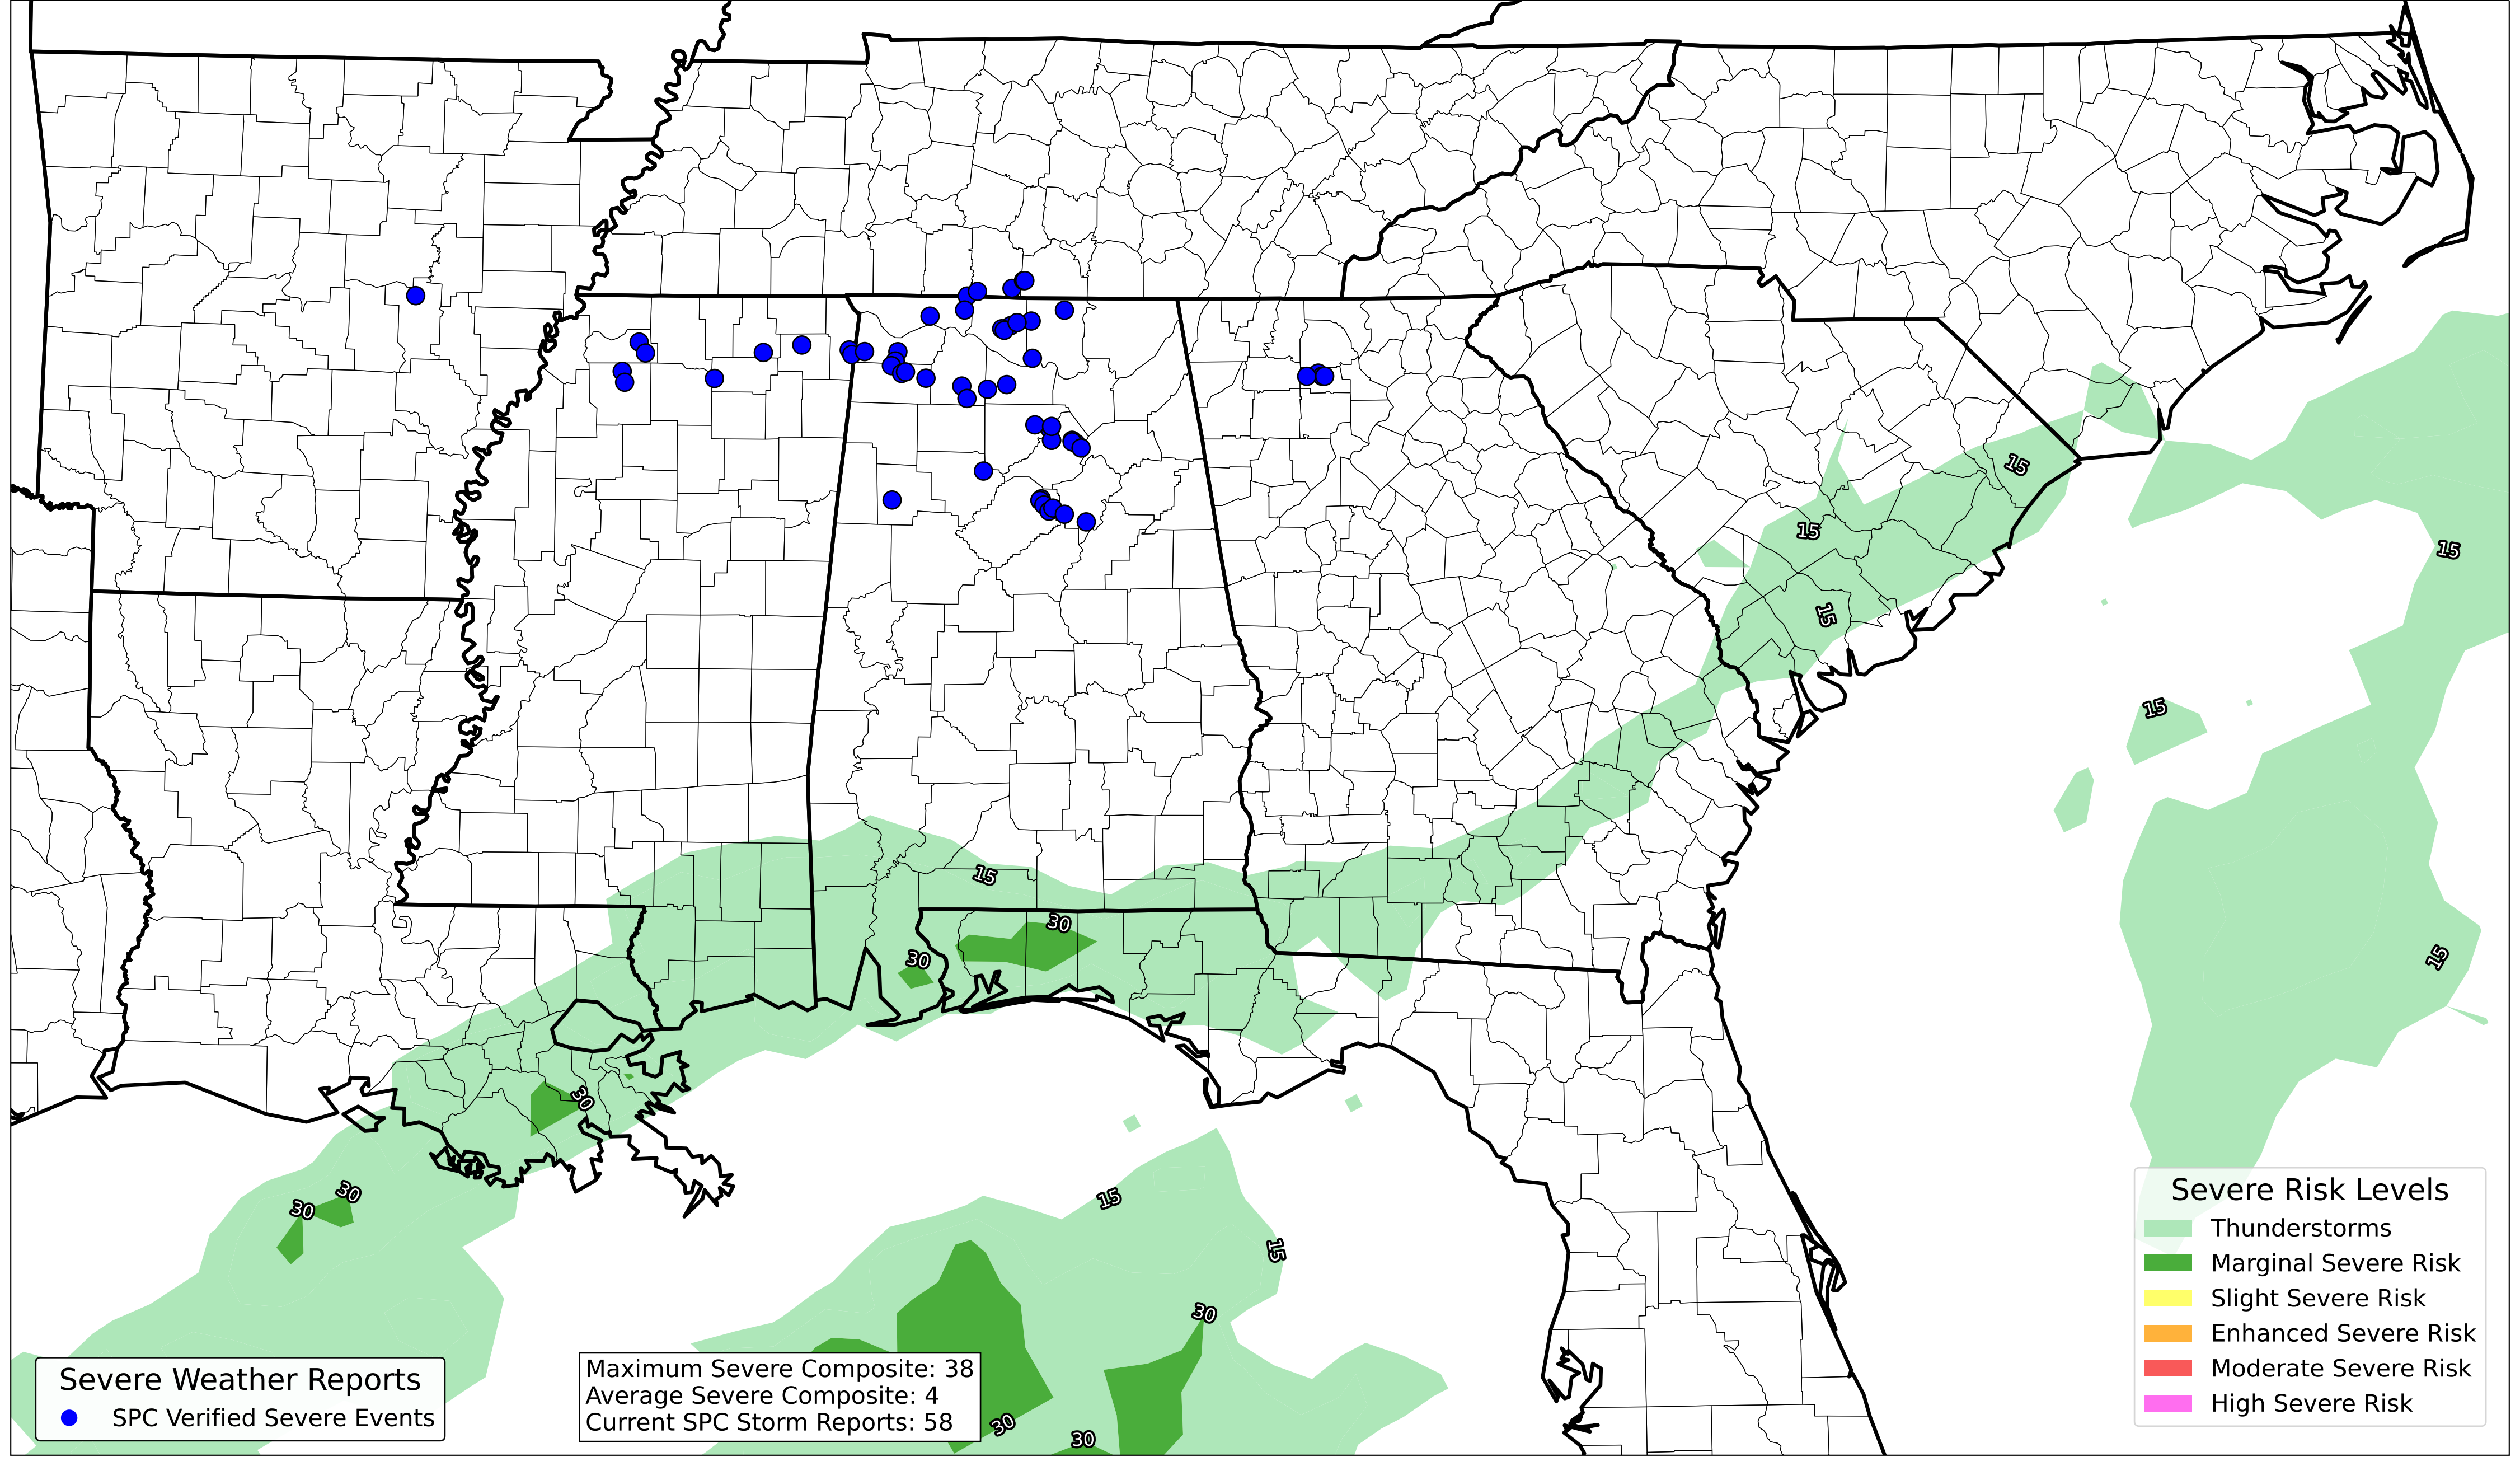 15
15
15
15
15
15
30
30
15
30
15
30
30
15
30
30
30
Severe Weather Reports
SPC Verified Severe Events
Maximum Severe Composite: 38
Average Severe Composite: 4
Current SPC Storm Reports: 58
Severe Risk Levels
Thunderstorms
Marginal Severe Risk
Slight Severe Risk
Enhanced Severe Risk
Moderate Severe Risk
High Severe Risk